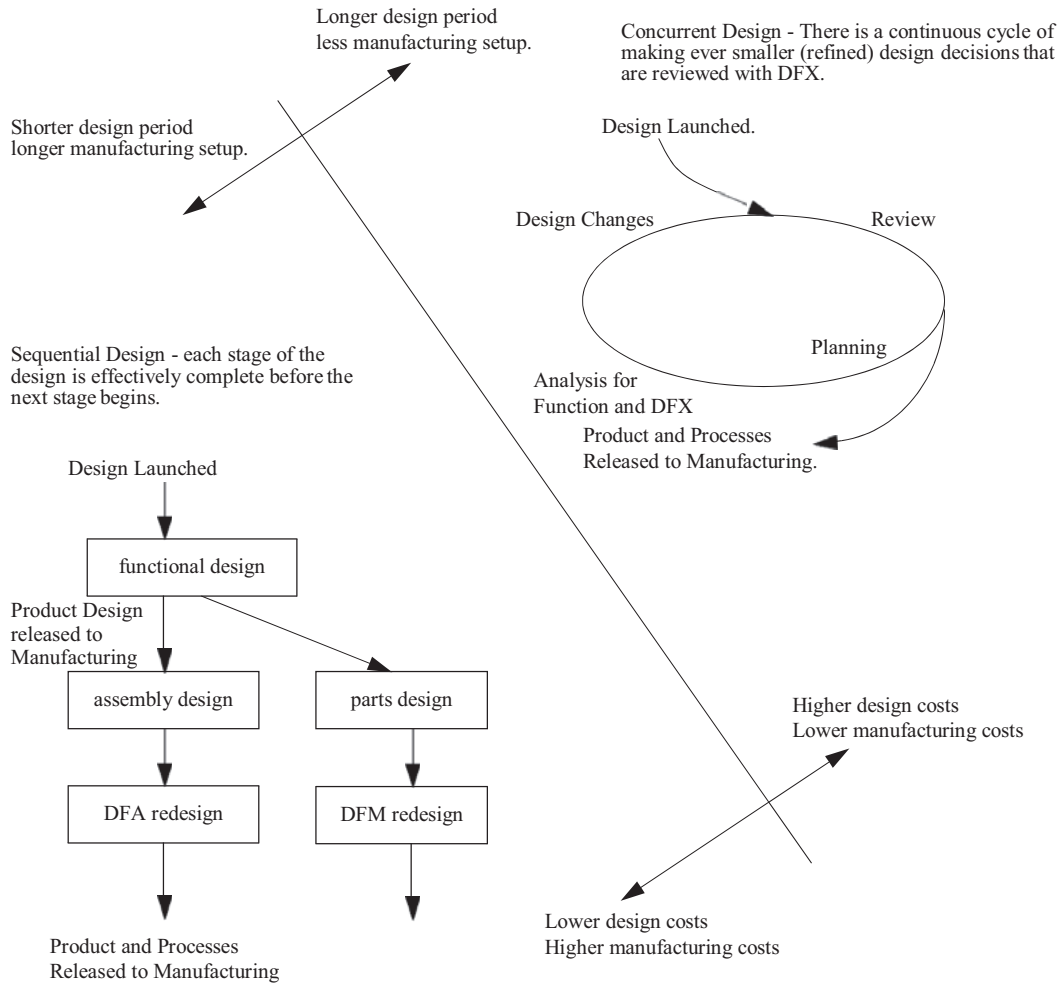 Longer design period
less manufacturing setup.
Shorter design period
longer manufacturing setup.
Concurrent Design - There is a continuous cycle of
making ever smaller (refined) design decisions that
are reviewed with DFX.
Design Launched.
Design Changes
Review
Planning
Analysis for
Function and DFX
Product and Processes
Released to Manufacturing.
Sequential Design - each stage of the
design is effectively complete before the
next stage begins.
Design Launched
functional design
Product Design
released to
Manufacturing
assembly design
parts design
DFA redesign
DFM redesign
Product and Processes
Released to Manufacturing
Higher design costs
Lower manufacturing costs
Lower design costs
Higher manufacturing costs